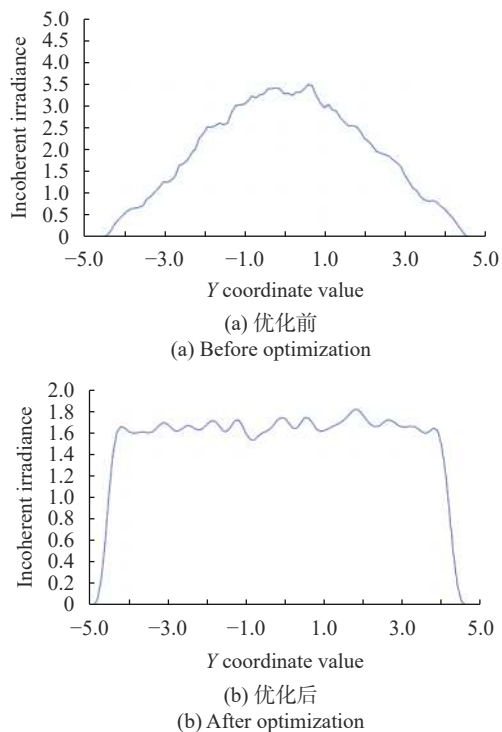 5.0
4.5
4.0
3.5
3.0
2.5
2.0
1.5
1.0
0.5
0
Incoherent irradiance
−5.0 −3.0 −1.0 1.0 3.0 5.0
Y coordinate value
(a) 优化前
(a) Before optimization
2.0
1.8
1.6
1.4
1.2
1.0
0.8
0.6
0.4
0.2
0
Incoherent irradiance
−5.0 −3.0 −1.0 1.0 3.0 5.0
Y coordinate value
(b) 优化后
(b) After optimization